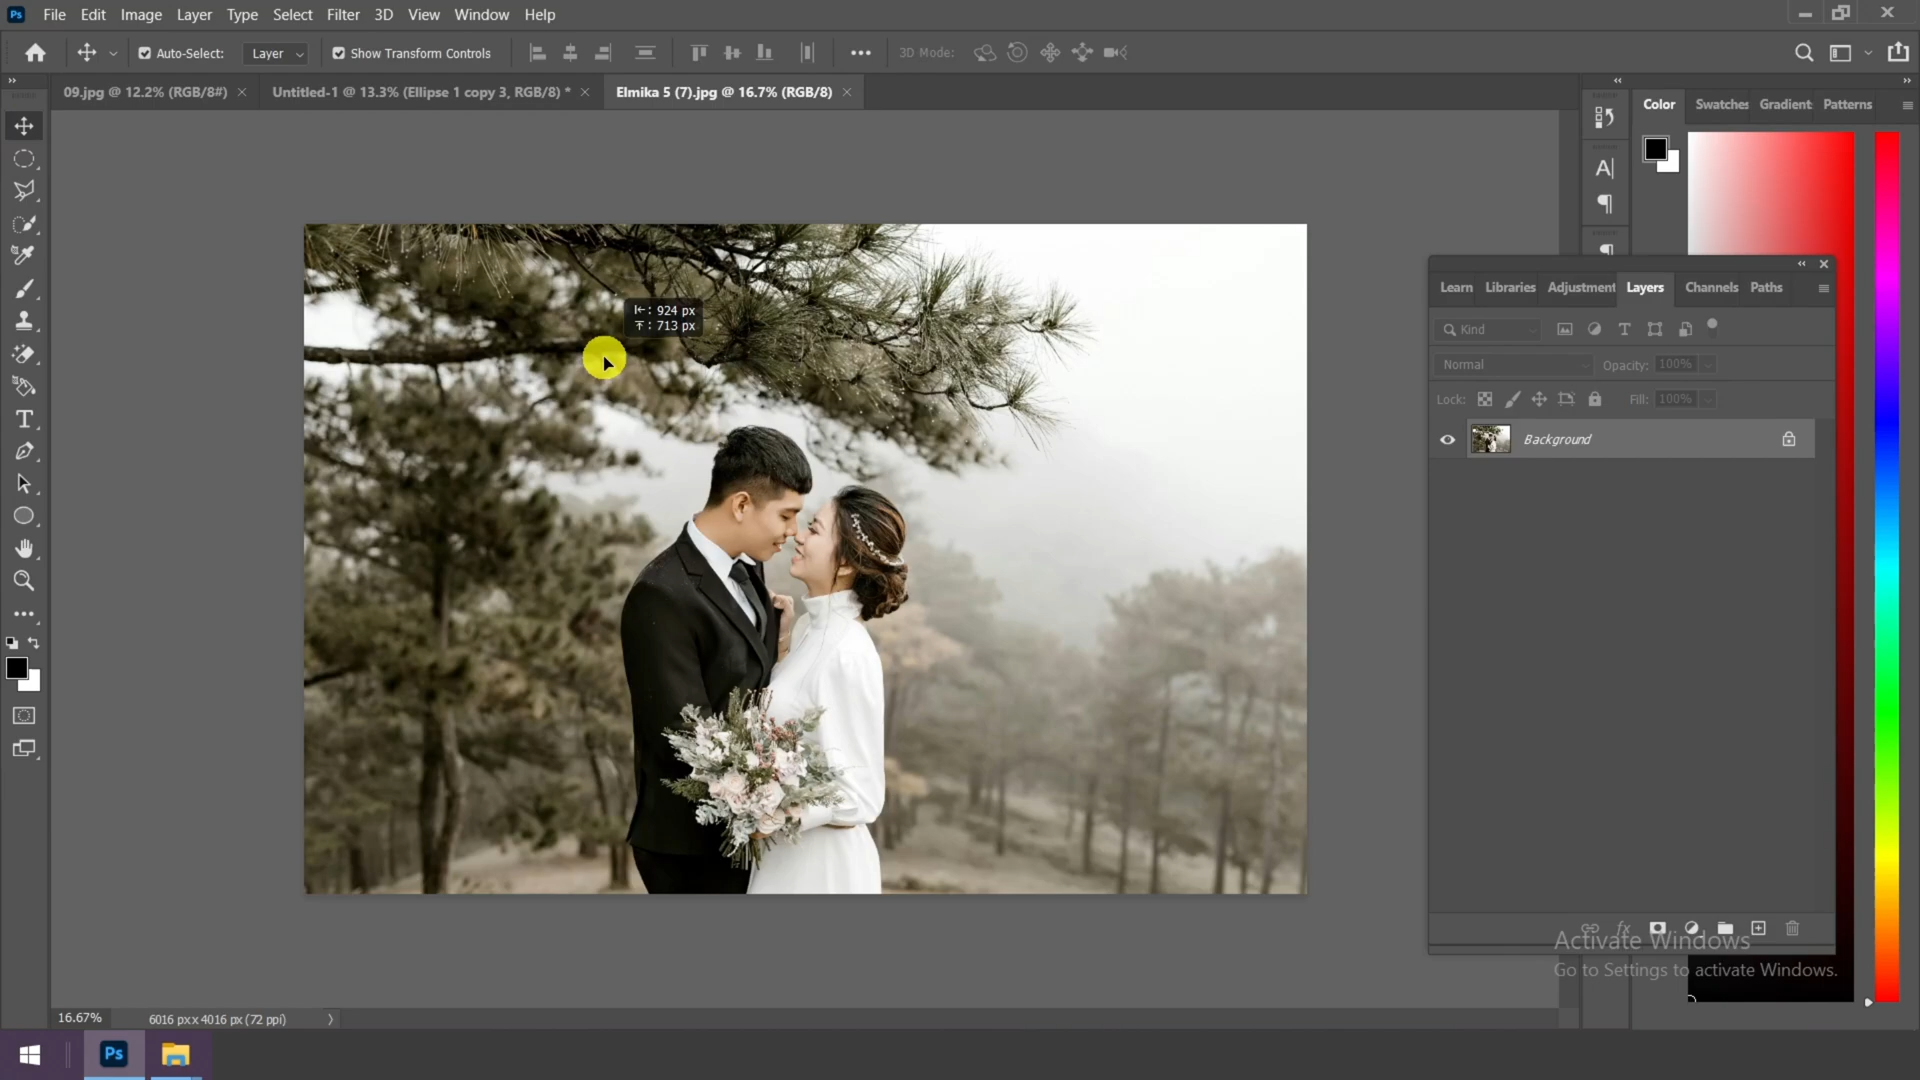 Ps File Edit Image Layer Type Select Filter 3D View Window Help
Auto-Select: Layer Show Transform Controls 3D Mode:
09.jpg @ 12.2% (RGB/8#) Untitled-1 @ 13.3% (Ellipse 1 copy 3, RGB/8) * Elmika 5 (7).jpg @ 16.7% (RGB/8)
Color Swatches Gradient Patterns
924 px
713 px
Learn Libraries Adjustment Layers Channels Paths
Kind
Normal Opacity: 100%
Lock: Fill: 100%
Background
fx
Activate Windows
Go to Settings to activate Windows.
16.67% 6016 px x 4016 px (72 ppi)
Ps